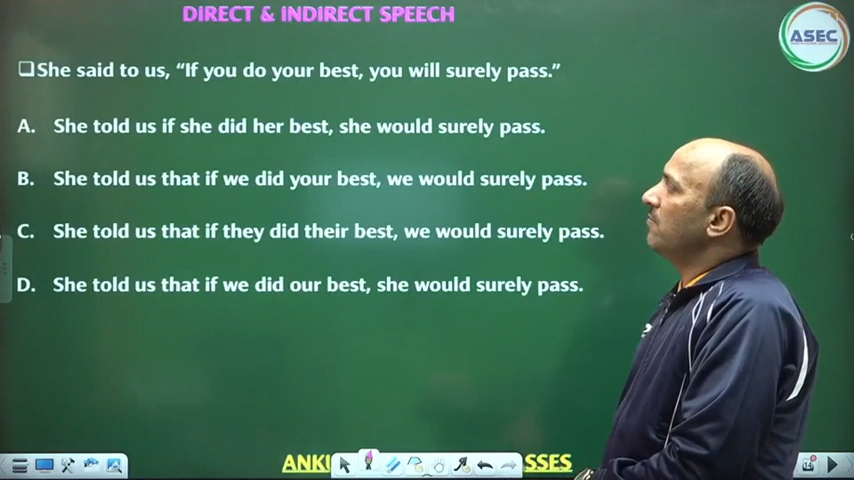 DIRECT & INDIRECT SPEECH
ASEC
❑She said to us, “If you do your best, you will surely pass.”
A. She told us if she did her best, she would surely pass.
B. She told us that if we did your best, we would surely pass.
C. She told us that if they did their best, we would surely pass.
D. She told us that if we did our best, she would surely pass.